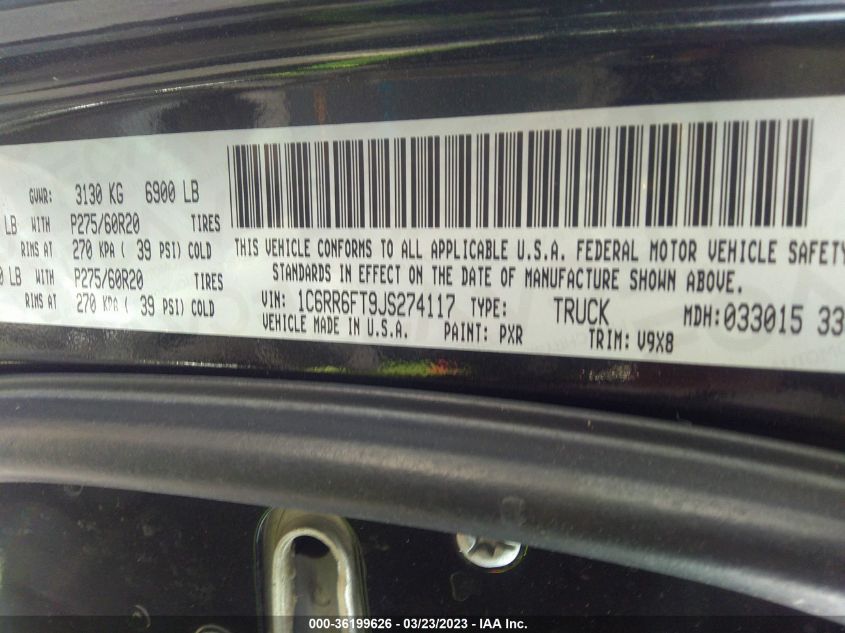 GVWR: 3130 KG 6900 LB
LB WITH P275/60R20 TIRES
RIMS AT 270 KPA ( 39 PSI) COLD
0 LB WITH P275/60R20 TIRES
RIMS AT 270 KPA ( 39 PSI) COLD
THIS VEHICLE CONFORMS TO ALL APPLICABLE U.S.A. FEDERAL MOTOR VEHICLE SAFETY
STANDARDS IN EFFECT ON THE DATE OF MANUFACTURE SHOWN ABOVE.
VIN: 1C6RR6FT9JS274117 TYPE: TRUCK MDH:033015 33
VEHICLE MADE IN U.S.A. PAINT: PXR TRIM: V9X8
000-36199626 - 03/23/2023 - IAA Inc.